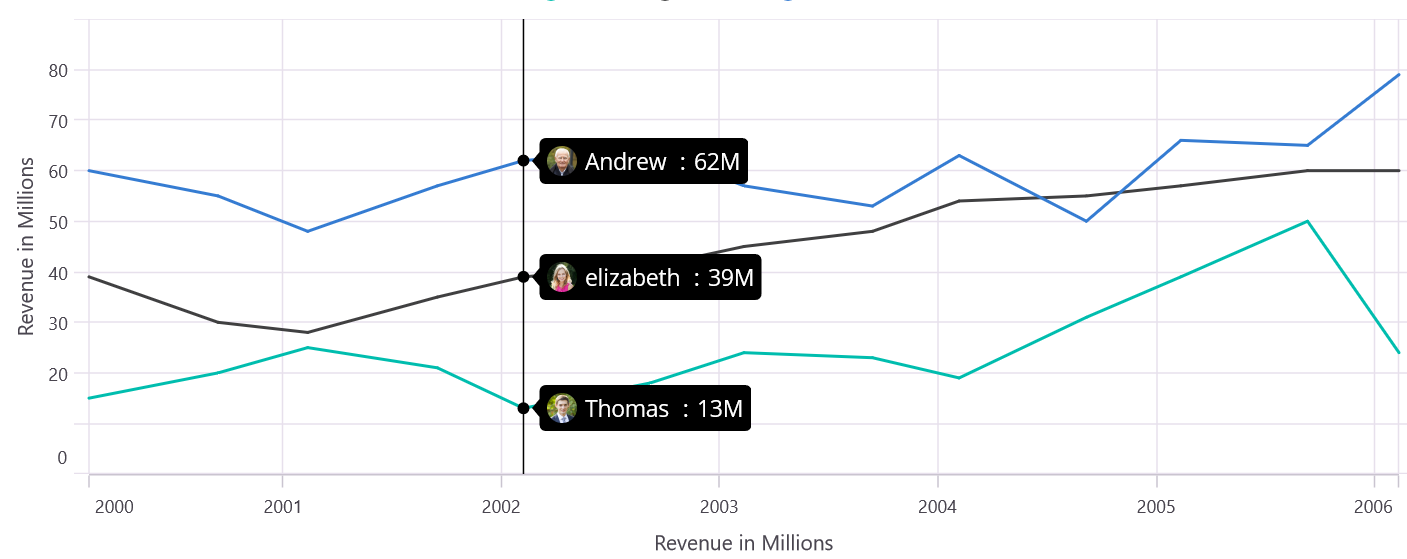 80
70
60
50
40
30
20
0
Revenue in Millions
Andrew : 62M
elizabeth : 39M
Thomas : 13M
2000 2001 2002 2003 2004 2005 2006
Revenue in Millions